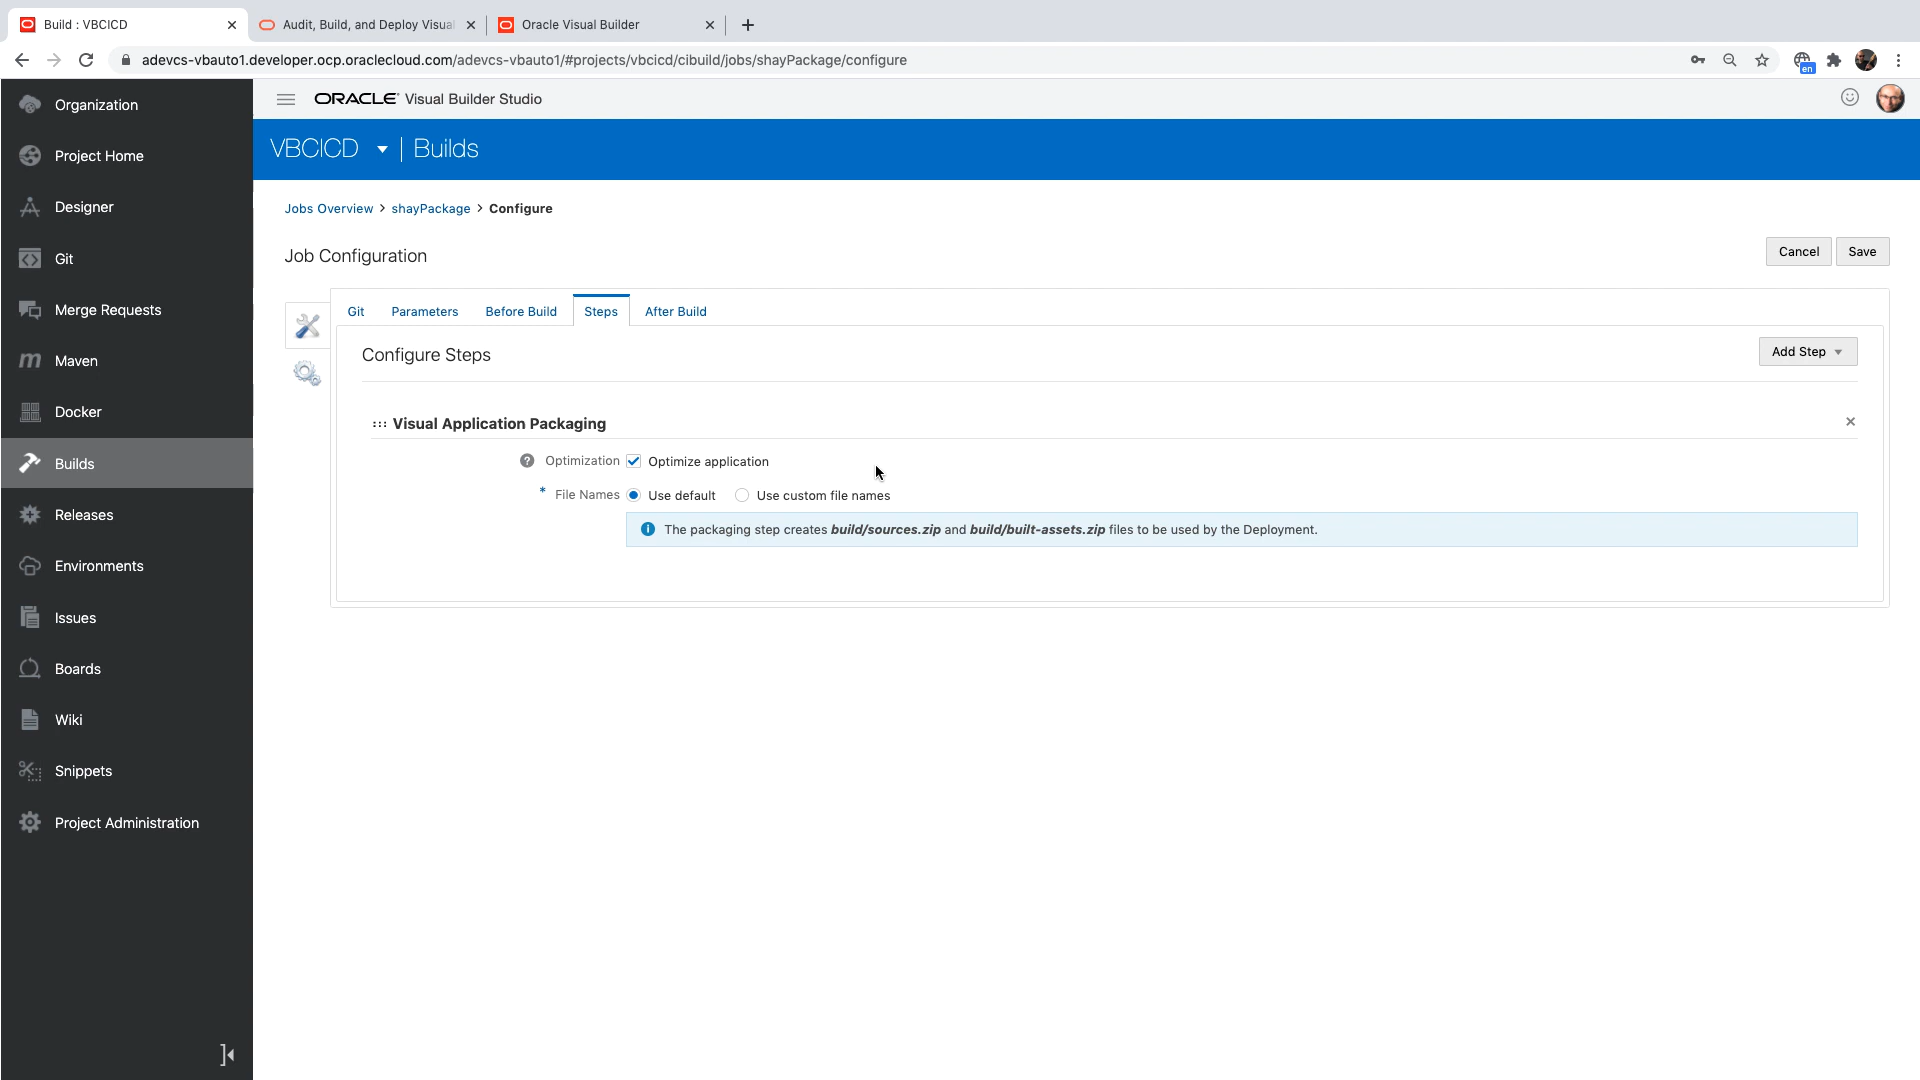 Build : VBCICD
Audit, Build, and Deploy Visual
Oracle Visual Builder
adevcs-vbauto1.developer.ocp.oraclecloud.com/adevcs-vbauto1/#projects/vbcicd/cibuild/jobs/shayPackage/configure
en
Organization
Project Home
Designer
Git
Merge Requests
Maven
Docker
Builds
Releases
Environments
Issues
Boards
Wiki
Snippets
Project Administration
ORACLE Visual Builder Studio
VBCICD | Builds
Jobs Overview > shayPackage > Configure
Job Configuration
Cancel Save
Git Parameters Before Build Steps After Build
Configure Steps
Add Step
Visual Application Packaging
Optimization Optimize application
* File Names Use default Use custom file names
The packaging step creates build/sources.zip and build/built-assets.zip files to be used by the Deployment.